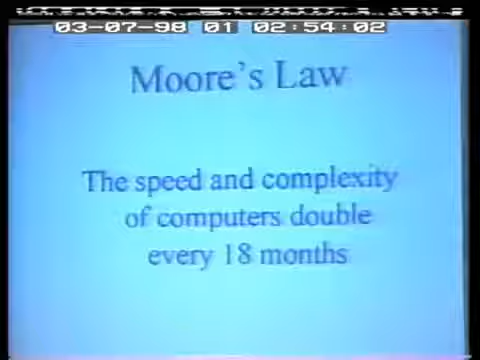 03-07-98 01 02:54:02
Moore's Law
The speed and complexity
of computers double
every 18 months